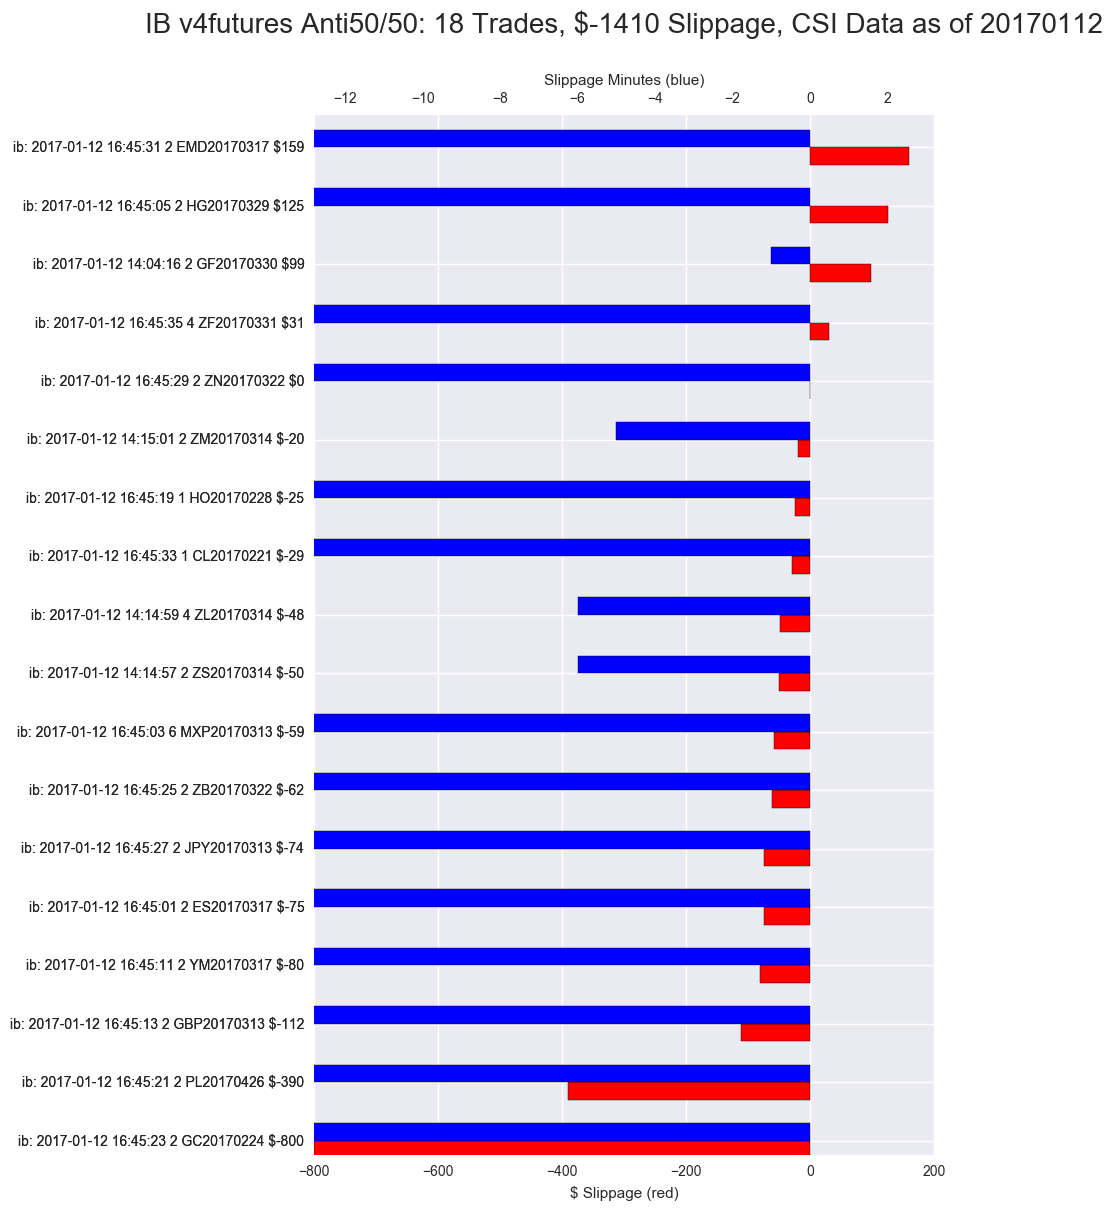 IB v4futures Anti50/50: 18 Trades, $-1410 Slippage, CSI Data as of 20170112
Slippage Minutes (blue)
−12 −10 −8 −6 −4 −2 0 2
ib: 2017-01-12 16:45:31 2 EMD20170317 $159
ib: 2017-01-12 16:45:05 2 HG20170329 $125
ib: 2017-01-12 14:04:16 2 GF20170330 $99
ib: 2017-01-12 16:45:35 4 ZF20170331 $31
ib: 2017-01-12 16:45:29 2 ZN20170322 $0
ib: 2017-01-12 14:15:01 2 ZM20170314 $-20
ib: 2017-01-12 16:45:19 1 HO20170228 $-25
ib: 2017-01-12 16:45:33 1 CL20170221 $-29
ib: 2017-01-12 14:14:59 4 ZL20170314 $-48
ib: 2017-01-12 14:14:57 2 ZS20170314 $-50
ib: 2017-01-12 16:45:03 6 MXP20170313 $-59
ib: 2017-01-12 16:45:25 2 ZB20170322 $-62
ib: 2017-01-12 16:45:27 2 JPY20170313 $-74
ib: 2017-01-12 16:45:01 2 ES20170317 $-75
ib: 2017-01-12 16:45:11 2 YM20170317 $-80
ib: 2017-01-12 16:45:13 2 GBP20170313 $-112
ib: 2017-01-12 16:45:21 2 PL20170426 $-390
ib: 2017-01-12 16:45:23 2 GC20170224 $-800
−800 −600 −400 −200 0 200
$ Slippage (red)